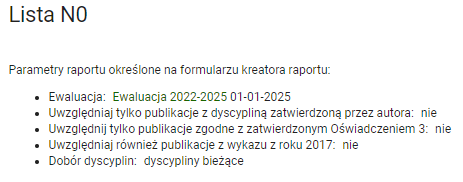 Lista N0
Parametry raportu określone na formularzu kreatora raportu:
Ewaluacja: Ewaluacja 2022-2025 01-01-2025
Uwzględniaj tylko publikacje z dyscypliną zatwierdzoną przez autora: nie
Uwzględnij tylko publikacje zgodne z zatwierdzonym Oświadczeniem 3: nie
Uwzględniaj również publikacje z wykazu z roku 2017: nie
Dobór dyscyplin: dyscypliny bieżące